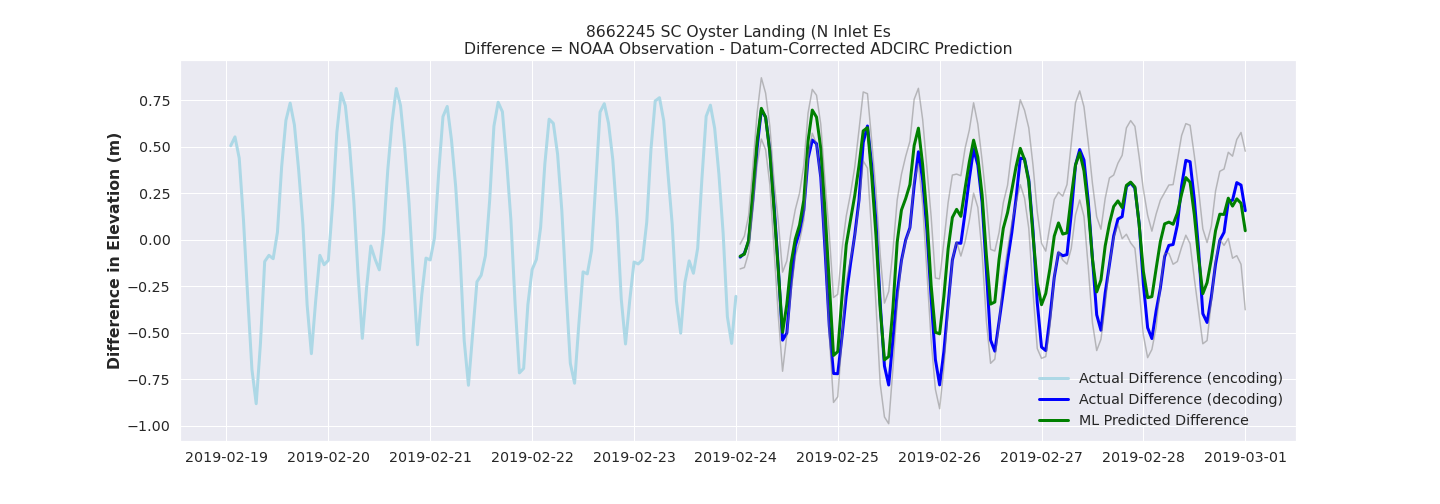 8662245 SC Oyster Landing (N Inlet Es
Difference = NOAA Observation - Datum-Corrected ADCIRC Prediction
Difference in Elevation (m)
0.75
0.50
0.25
0.00
−0.25
−0.50
−0.75
−1.00
Actual Difference (encoding)
Actual Difference (decoding)
ML Predicted Difference
2019-02-19 2019-02-20 2019-02-21 2019-02-22 2019-02-23 2019-02-24 2019-02-25 2019-02-26 2019-02-27 2019-02-28 2019-03-01